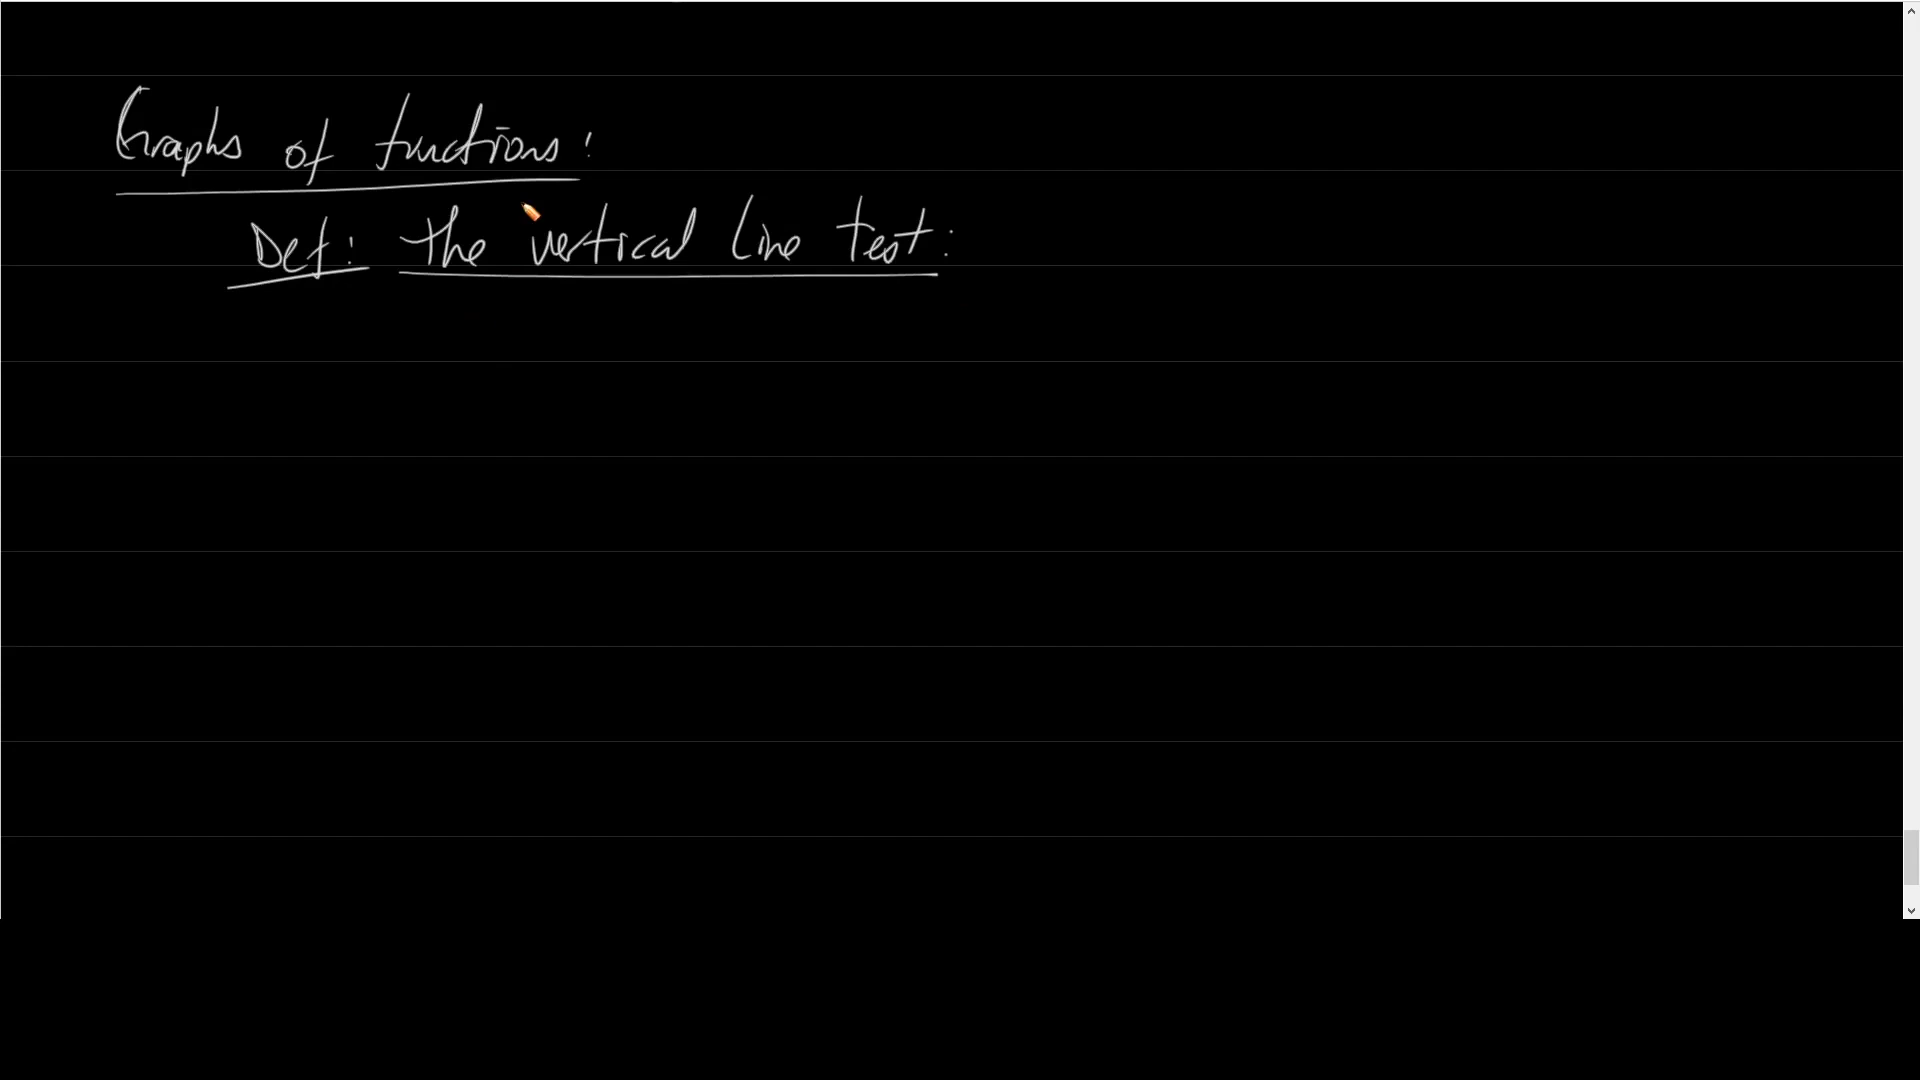 Graphs of functions:
Def: The vertical Line test: